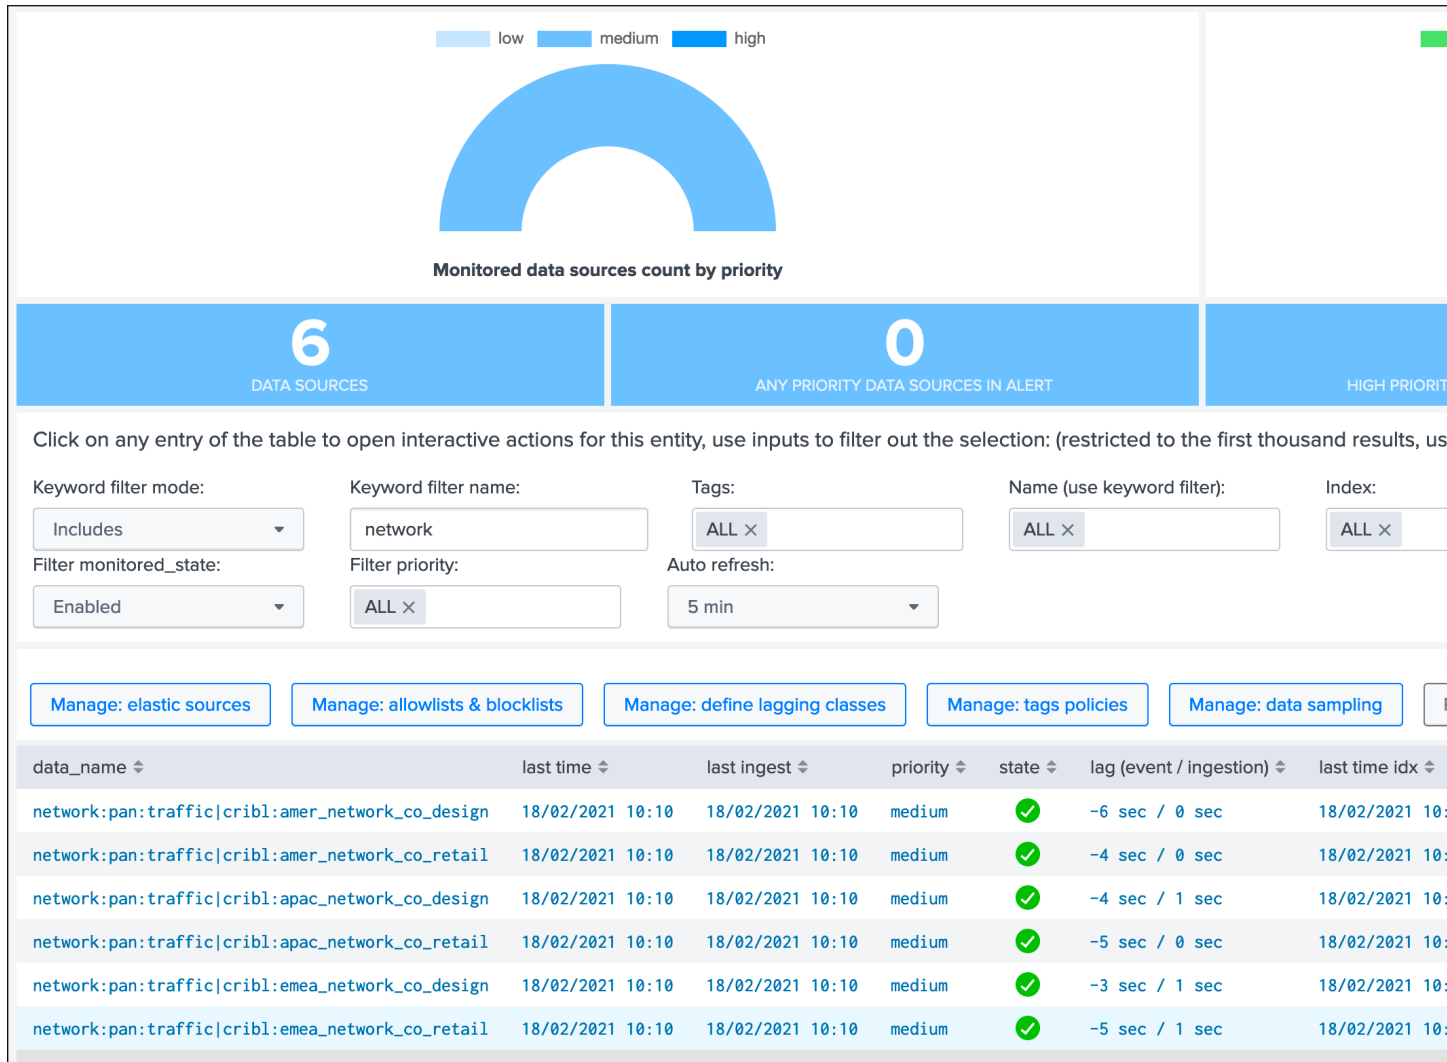 low medium high
Monitored data sources count by priority
6 0
DATA SOURCES ANY PRIORITY DATA SOURCES IN ALERT HIGH
Click on any entry of the table to open interactive actions for this entity, use inputs to filter out the selection: (restricted to the first thousand results,
Keyword filter mode: Keyword filter name: Tags: Name (use keyword filter): Index:
Includes network ALL ALL ALL
Filter monitored_state: Filter priority: Auto refresh:
Enabled ALL 5 min
Manage: elastic sources Manage: allowlists & blocklists Manage: define lagging classes Manage: tags policies Manage: data sampling
data_name last time last ingest priority state lag (event / ingestion) last time idx
network:pan:traffic|cribl:amer_network_co_design 18/02/2021 10:10 18/02/2021 10:10 medium -6 sec / 0 sec 18/02/2021 10:
network:pan:traffic|cribl:amer_network_co_retail 18/02/2021 10:10 18/02/2021 10:10 medium -4 sec / 0 sec 18/02/2021 10:
network:pan:traffic|cribl:apac_network_co_design 18/02/2021 10:10 18/02/2021 10:10 medium -4 sec / 1 sec 18/02/2021 10:
network:pan:traffic|cribl:apac_network_co_retail 18/02/2021 10:10 18/02/2021 10:10 medium -5 sec / 0 sec 18/02/2021 10:
network:pan:traffic|cribl:emea_network_co_design 18/02/2021 10:10 18/02/2021 10:10 medium -3 sec / 1 sec 18/02/2021 10:
network:pan:traffic|cribl:emea_network_co_retail 18/02/2021 10:10 18/02/2021 10:10 medium -5 sec / 1 sec 18/02/2021 10: